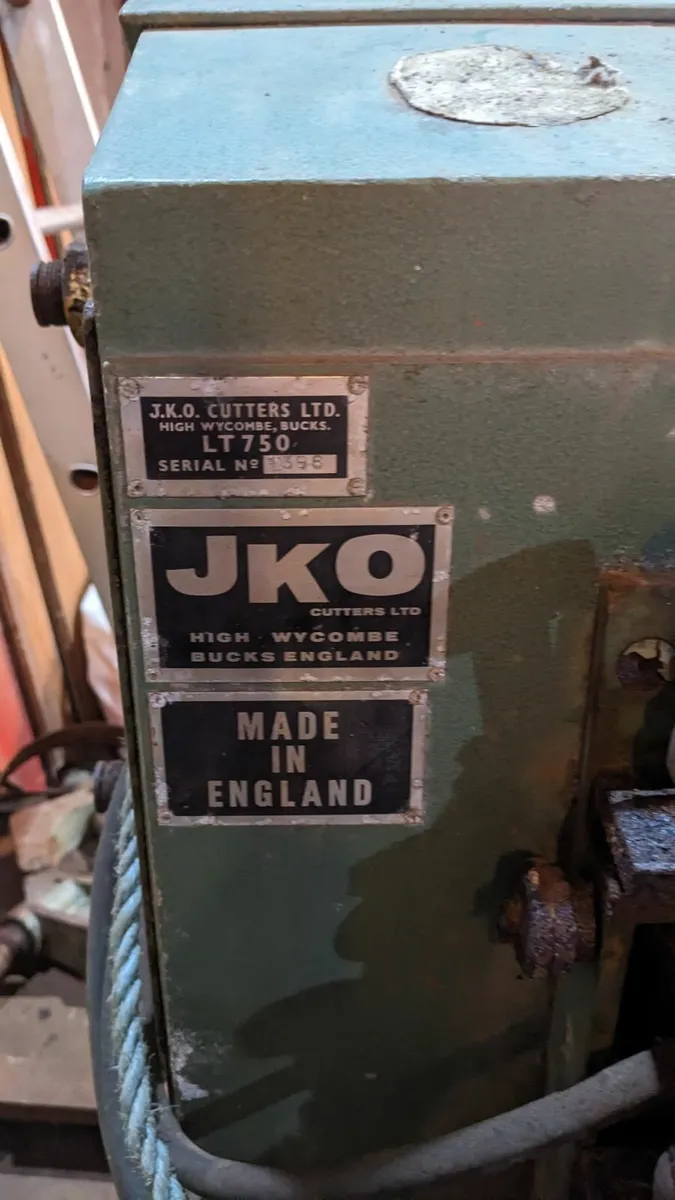 J.K.O. CUTTERS LTD.
HIGH WYCOMBE, BUCKS.
LT750
SERIAL Nº
JKO
CUTTERS LTD
HIGH WYCOMBE
BUCKS ENGLAND
MADE
IN
ENGLAND